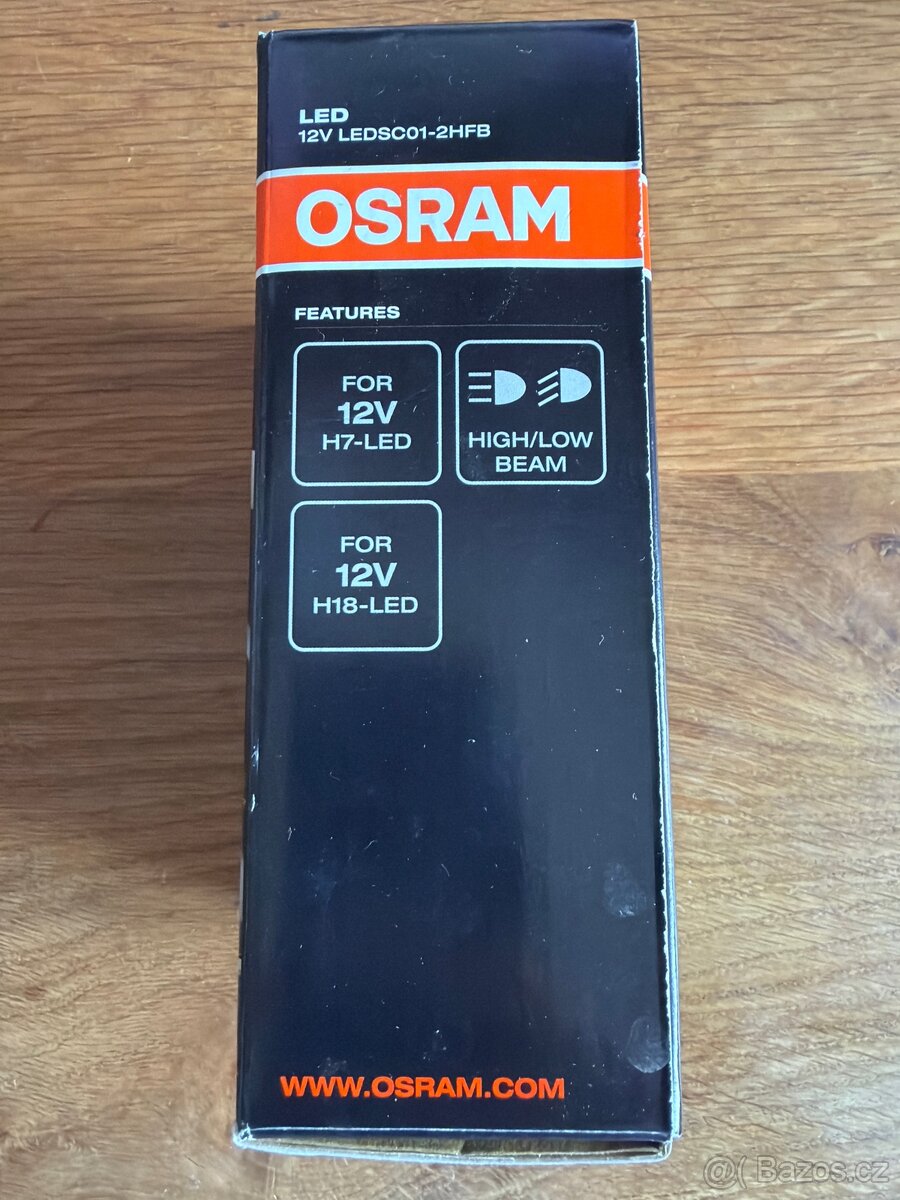 LED
12V LEDSC01-2HFB
OSRAM
FEATURES
FOR
12V
H7-LED
HIGH/LOW
BEAM
FOR
12V
H18-LED
WWW.OSRAM.COM
@( Bazos.cz